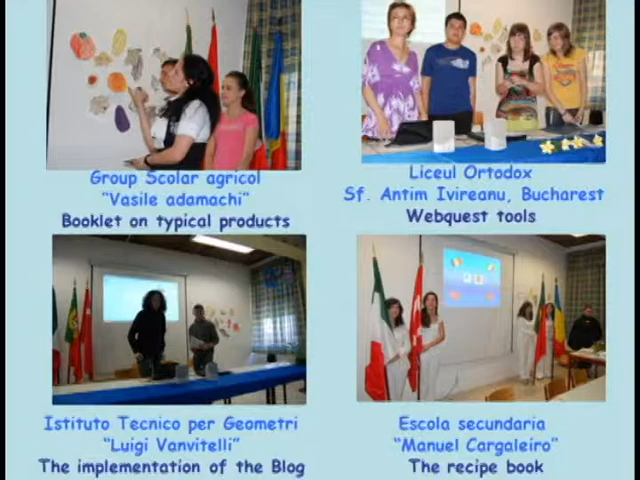 Group Scolar agricol
"Vasile adamachi"
Booklet on typical products
Liceul Ortodox
Sf. Antim Ivireanu, Bucharest
Webquest tools
Istituto Tecnico per Geometri
"Luigi Vanvitelli"
The implementation of the Blog
Escola secundaria
"Manuel Cargaleiro"
The recipe book